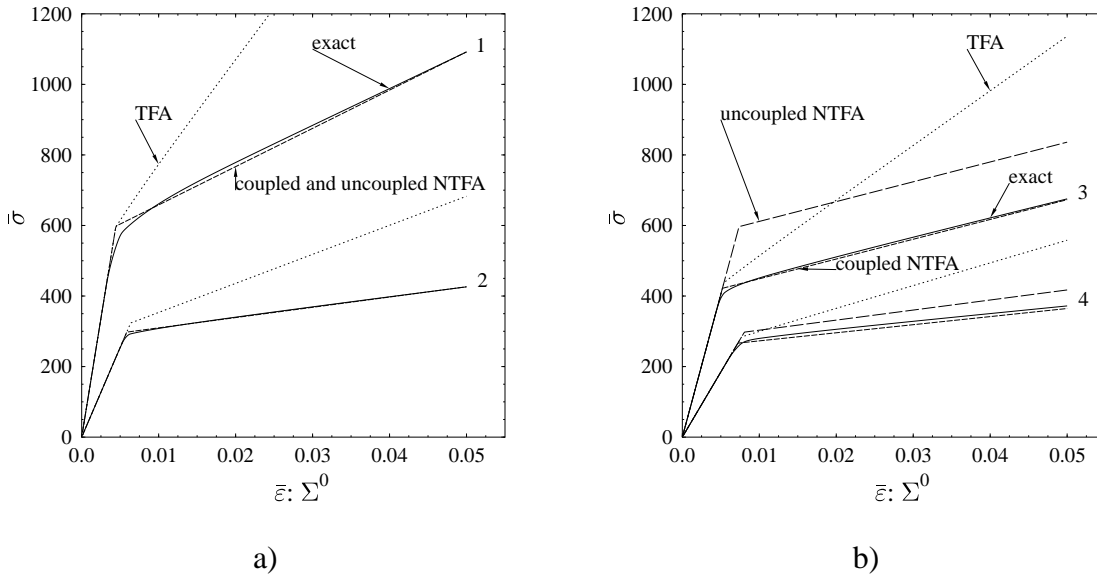 1200
1000
800
600
400
200
0
0.0 0.01 0.02 0.03 0.04 0.05
σ̄
ε̄: Σ⁰
exact
1
TFA
coupled and uncoupled NTFA
2
a)
1200
1000
800
600
400
200
0
0.0 0.01 0.02 0.03 0.04 0.05
σ̄
ε̄: Σ⁰
TFA
uncoupled NTFA
exact
3
coupled NTFA
4
b)